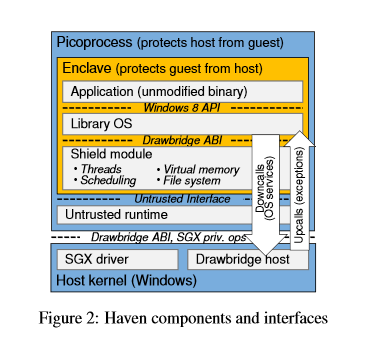 Picoprocess (protects host from guest)
Enclave (protects guest from host)
Application (unmodified binary)
Windows 8 API
Library OS
Drawbridge ABI
Shield module
• Threads • Virtual memory
• Scheduling • File system
Downcalls
(OS services)
Upcalls (exceptions)
Untrusted Interface
Untrusted runtime
Drawbridge ABI, SGX priv. ops
SGX driver Drawbridge host
Host kernel (Windows)
Figure 2: Haven components and interfaces